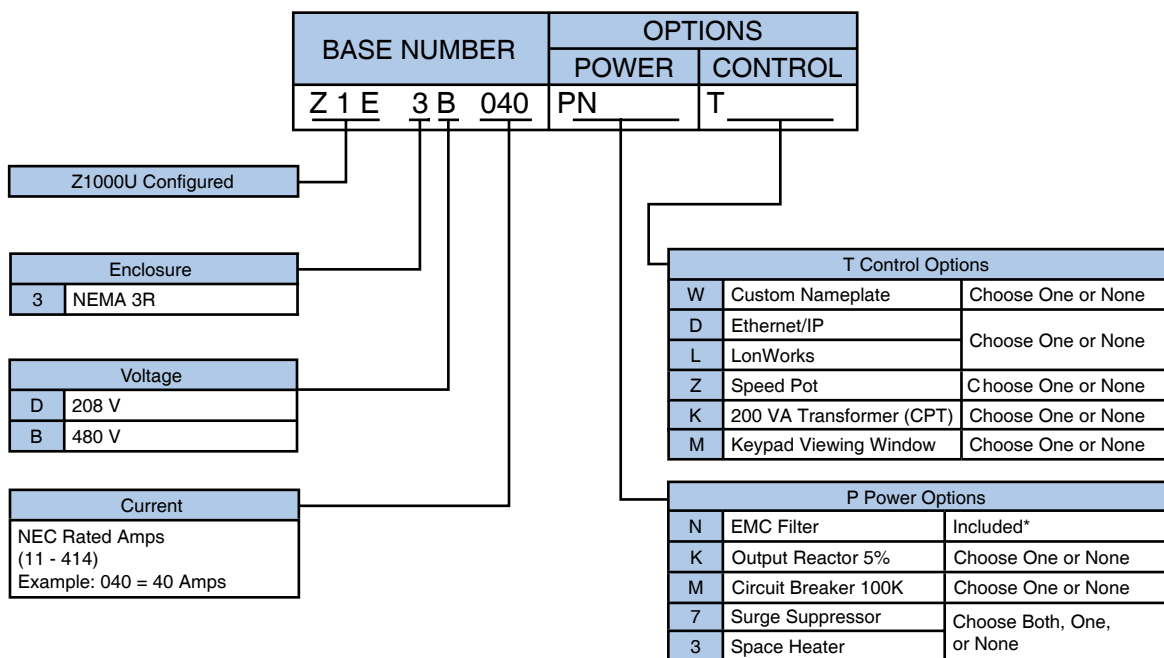 BASE NUMBER
OPTIONS
POWER
CONTROL
Z 1 E 3 B 040
PN
T
Z1000U Configured
Enclosure
3 NEMA 3R
Voltage
D 208 V
B 480 V
Current
NEC Rated Amps
(11 - 414)
Example: 040 = 40 Amps
T Control Options
W Custom Nameplate Choose One or None
D Ethernet/IP
Choose One or None
L LonWorks
Z Speed Pot Choose One or None
K 200 VA Transformer (CPT) Choose One or None
M Keypad Viewing Window Choose One or None
P Power Options
N EMC Filter Included*
K Output Reactor 5% Choose One or None
M Circuit Breaker 100K Choose One or None
7 Surge Suppressor
Choose Both, One,
or None
3 Space Heater